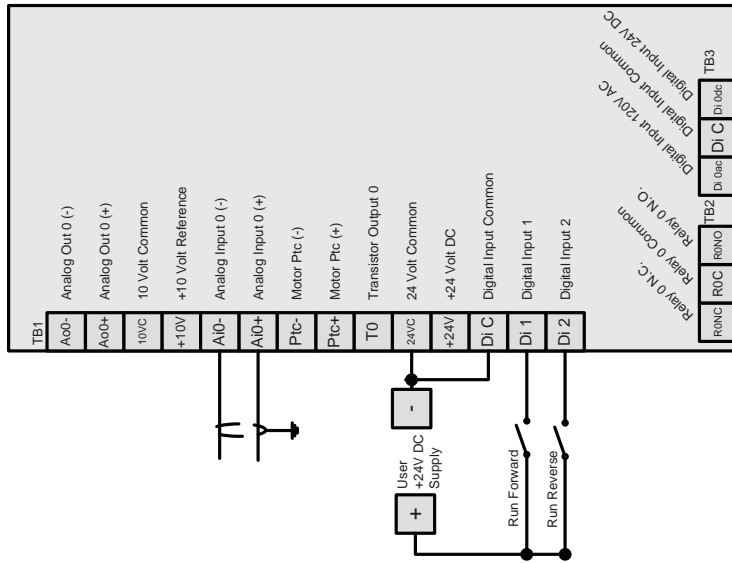 TB1
Ao0-
Analog Out 0 (-)
Ao0+
Analog Out 0 (+)
10VC
10 Volt Common
+10V
+10 Volt Reference
Ai0-
Analog Input 0 (-)
Ai0+
Analog Input 0 (+)
Ptc-
Motor Ptc (-)
Ptc+
Motor Ptc (+)
T0
Transistor Output 0
24VC
24 Volt Common
+24V
+24 Volt DC
Di C
Digital Input Common
Di 1
Digital Input 1
Di 2
Digital Input 2
TB2
R0NC
Relay 0 N.C.
R0C
Relay 0 Common
R0NO
Relay 0 N.O.
TB3
Di 0ac
Digital Input 120V AC
Di C
Digital Input Common
Di 0dc
Digital Input 24V DC
-
+
User
+24V DC
Supply
Run Forward
Run Reverse